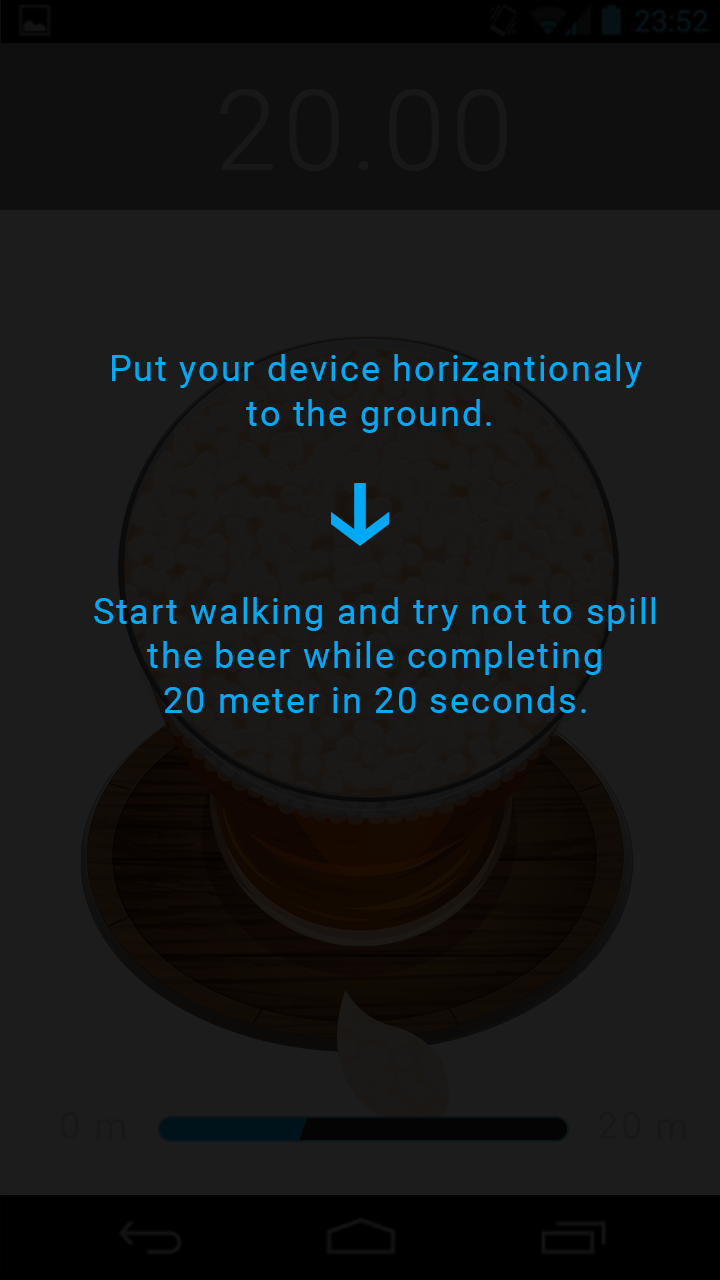 23:52
20.00
Put your device horizantionaly
to the ground.
Start walking and try not to spill
the beer while completing
20 meter in 20 seconds.
0 m
20 m